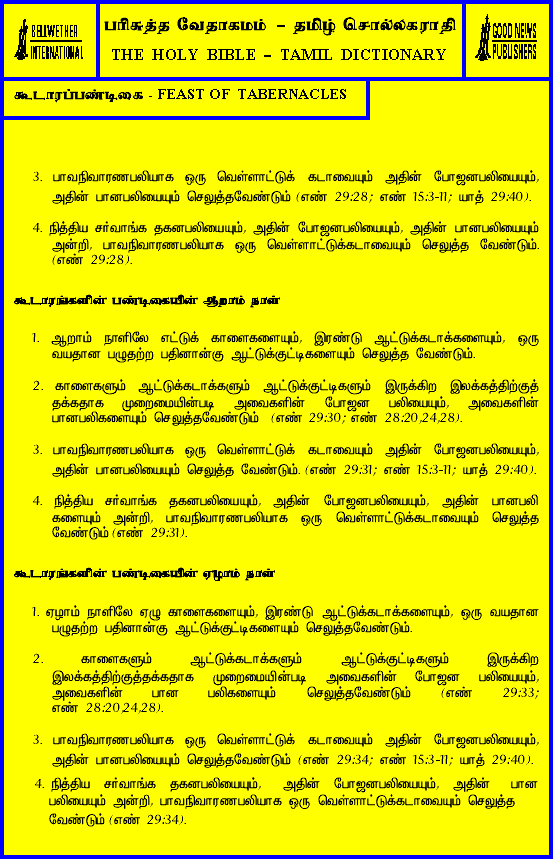 BELLWETHER
INTERNATIONAL
பரிசுத்த வேதாகமம் – தமிழ் சொல்லகராதி
THE HOLY BIBLE – TAMIL DICTIONARY
GOOD NEWS
PUBLISHERS
கூடாரப்பண்டிகை - FEAST OF TABERNACLES
3. பாவநிவாரணபலியாக ஒரு வெள்ளாட்டுக் கடாவையும் அதின் போஜனபலியையும்,
அதின் பானபலியையும் செலுத்தவேண்டும் (எண் 29:28; எண் 15:3-11; யாத் 29:40).
4. நித்திய சர்வாங்க தகனபலியையும், அதின் போஜனபலியையும், அதின் பானபலியையும்
அன்றி, பாவநிவாரணபலியாக ஒரு வெள்ளாட்டுக்கடாவையும் செலுத்த வேண்டும்.
(எண் 29:28).
கூடாரங்களின் பண்டிகையின் ஆறாம் நாள்
1. ஆறாம் நாளிலே எட்டுக் காளைகளையும், இரண்டு ஆட்டுக்கடாக்களையும், ஒரு
வயதான பழுதற்ற பதினான்கு ஆட்டுக்குட்டிகளையும் செலுத்த வேண்டும்.
2. காளைகளும் ஆட்டுக்கடாக்களும் ஆட்டுக்குட்டிகளும் இருக்கிற இலக்கத்திற்குத்
தக்கதாக முறைமையின்படி அவைகளின் போஜன பலியையும், அவைகளின்
பானபலிகளையும் செலுத்தவேண்டும் (எண் 29:30; எண் 28:20,24,28).
3. பாவநிவாரணபலியாக ஒரு வெள்ளாட்டுக் கடாவையும் அதின் போஜனபலியையும்,
அதின் பானபலியையும் செலுத்த வேண்டும். (எண் 29:31; எண் 15:3-11; யாத் 29:40).
4. நித்திய சர்வாங்க தகனபலியையும், அதின் போஜனபலியையும், அதின் பானபலி
களையும் அன்றி, பாவநிவாரணபலியாக ஒரு வெள்ளாட்டுக்கடாவையும் செலுத்த
வேண்டும் (எண் 29:31).
கூடாரங்களின் பண்டிகையின் ஏழாம் நாள்
1. ஏழாம் நாளிலே ஏழு காளைகளையும், இரண்டு ஆட்டுக்கடாக்களையும், ஒரு வயதான
பழுதற்ற பதினான்கு ஆட்டுக்குட்டிகளையும் செலுத்தவேண்டும்.
2. காளைகளும் ஆட்டுக்கடாக்களும் ஆட்டுக்குட்டிகளும் இருக்கிற
இலக்கத்திற்குத்தக்கதாக முறைமையின்படி அவைகளின் போஜன பலியையும்,
அவைகளின் பான பலிகளையும் செலுத்தவேண்டும் (எண் 29:33;
எண் 28:20,24,28).
3. பாவநிவாரணபலியாக ஒரு வெள்ளாட்டுக் கடாவையும் அதின் போஜனபலியையும்,
அதின் பானபலியையும் செலுத்தவேண்டும் (எண் 29:34; எண் 15:3-11; யாத் 29:40).
4. நித்திய சர்வாங்க தகனபலியையும், அதின் போஜனபலியையும், அதின் பான
பலியையும் அன்றி, பாவநிவாரணபலியாக ஒரு வெள்ளாட்டுக்கடாவையும் செலுத்த
வேண்டும் (எண் 29:34).